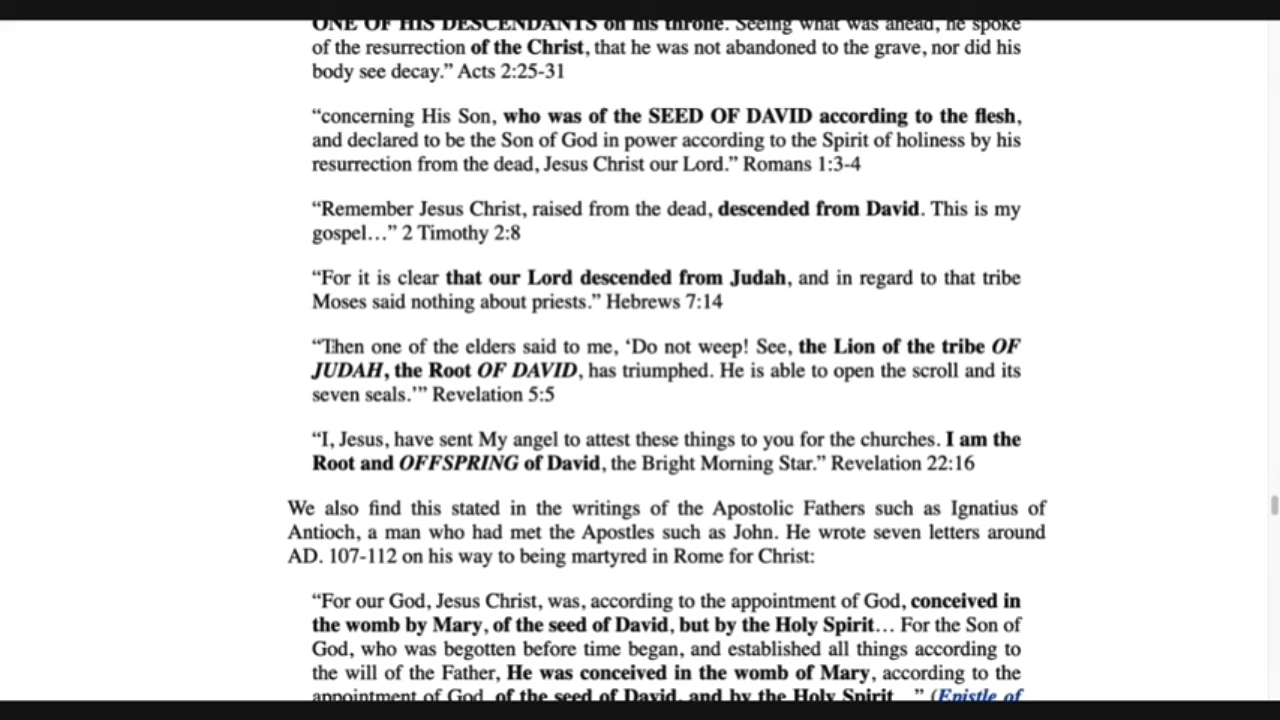 ONE OF HIS DESCENDANTS on his throne. Seeing what was ahead, he spoke
of the resurrection of the Christ, that he was not abandoned to the grave, nor did his
body see decay.” Acts 2:25-31
“concerning His Son, who was of the SEED OF DAVID according to the flesh,
and declared to be the Son of God in power according to the Spirit of holiness by his
resurrection from the dead, Jesus Christ our Lord.” Romans 1:3-4
“Remember Jesus Christ, raised from the dead, descended from David. This is my
gospel…” 2 Timothy 2:8
“For it is clear that our Lord descended from Judah, and in regard to that tribe
Moses said nothing about priests.” Hebrews 7:14
“Then one of the elders said to me, ‘Do not weep! See, the Lion of the tribe OF
JUDAH, the Root OF DAVID, has triumphed. He is able to open the scroll and its
seven seals.’” Revelation 5:5
“I, Jesus, have sent My angel to attest these things to you for the churches. I am the
Root and OFFSPRING of David, the Bright Morning Star.” Revelation 22:16
We also find this stated in the writings of the Apostolic Fathers such as Ignatius of
Antioch, a man who had met the Apostles such as John. He wrote seven letters around
AD. 107-112 on his way to being martyred in Rome for Christ:
“For our God, Jesus Christ, was, according to the appointment of God, conceived in
the womb by Mary, of the seed of David, but by the Holy Spirit… For the Son of
God, who was begotten before time began, and established all things according to
the will of the Father, He was conceived in the womb of Mary, according to the
appointment of God, of the seed of David, and by the Holy Spirit…” (Epistle of